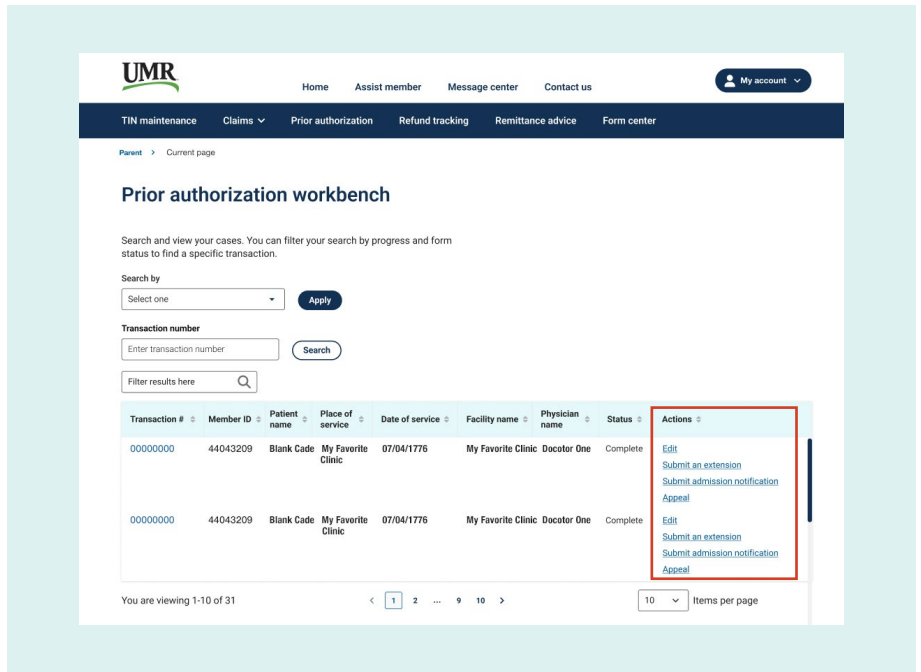 UMR
Home Assist member Message center Contact us
My account
TIN maintenance Claims Prior authorization Refund tracking Remittance advice Form center
Parent > Current page
Prior authorization workbench
Search and view your cases. You can filter your search by progress and form
status to find a specific transaction.
Search by
Select one
Apply
Transaction number
Enter transaction number
Search
Filter results here
Transaction # Member ID Patient name Place of service Date of service Facility name Physician name Status Actions
00000000 44043209 Blank Cade My Favorite Clinic 07/04/1776 My Favorite Clinic Docotor One Complete Edit
Submit an extension
Submit admission notification
Appeal
00000000 44043209 Blank Cade My Favorite Clinic 07/04/1776 My Favorite Clinic Docotor One Complete Edit
Submit an extension
Submit admission notification
Appeal
You are viewing 1-10 of 31 < 1 2 ... 9 10 > 10 Items per page